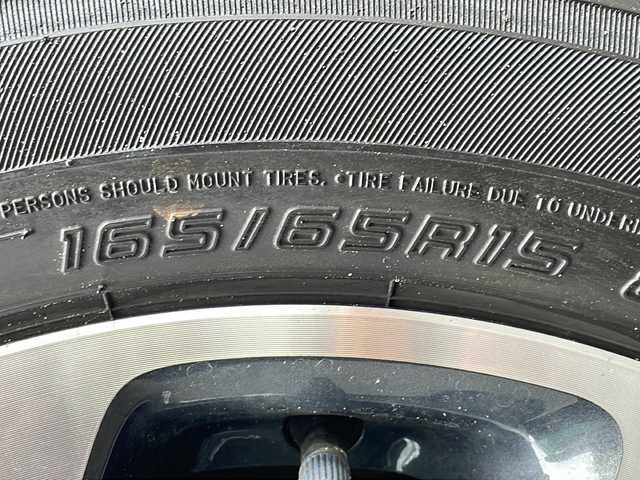 PERSONS SHOULD MOUNT TIRES. •TIRE FAILURE DUE TO
165/65R15